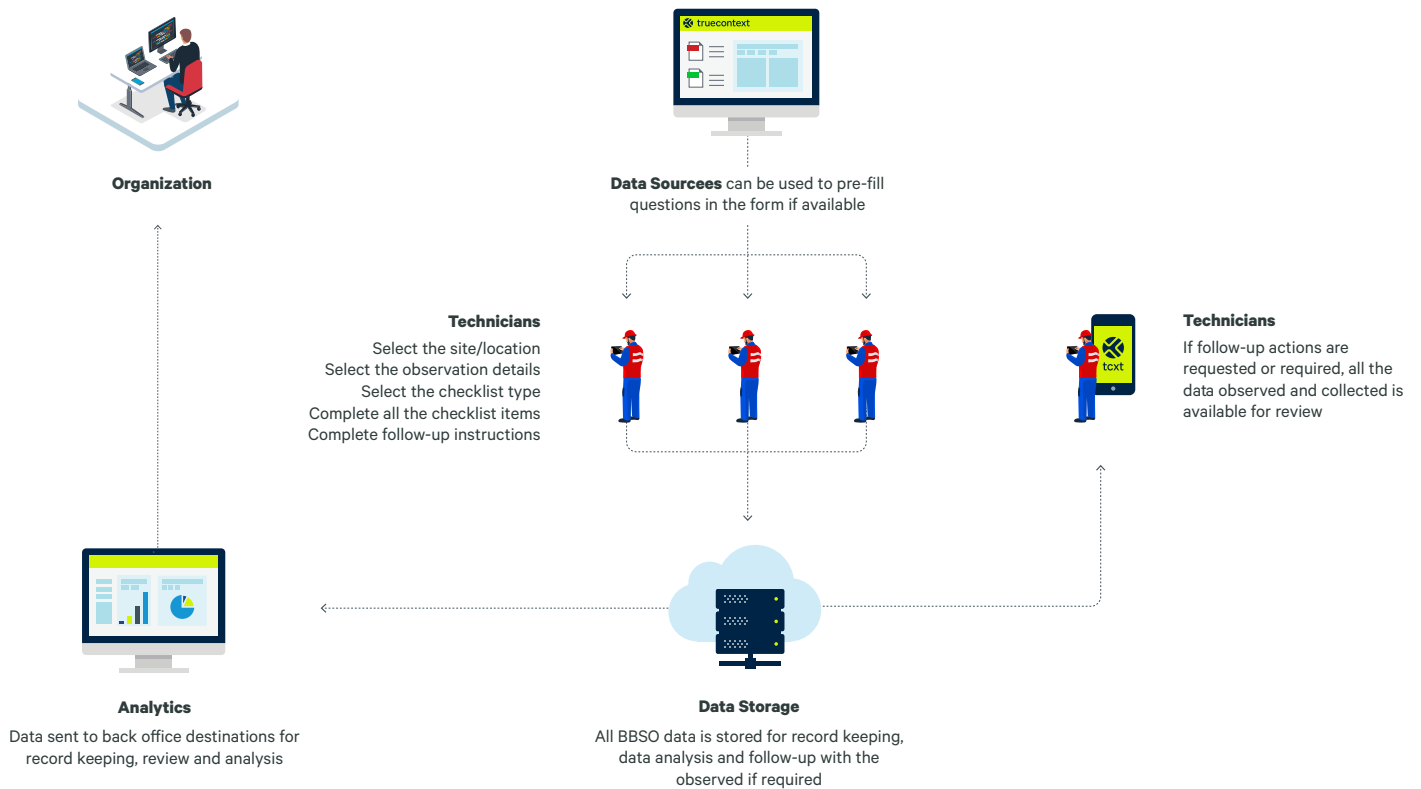 truecontext
Organization
Data Sourcees can be used to pre-fill
questions in the form if available
Technicians
Select the site/location
Select the observation details
Select the checklist type
Complete all the checklist items
Complete follow-up instructions
tcxt
Technicians
If follow-up actions are
requested or required, all the
data observed and collected is
available for review
Analytics
Data sent to back office destinations for
record keeping, review and analysis
Data Storage
All BBSO data is stored for record keeping,
data analysis and follow-up with the
observed if required